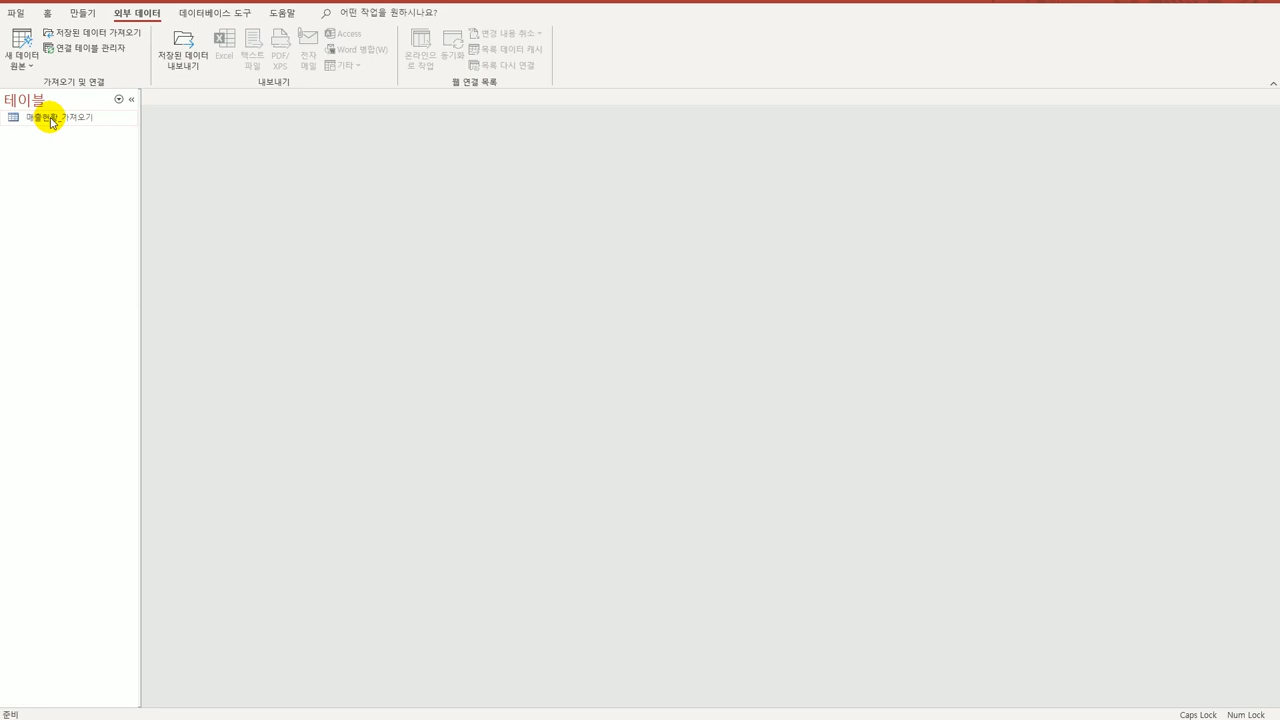 파일 홈 만들기 외부 데이터 데이터베이스 도구 도움말 어떤 작업을 원하시나요?
새 데이터 원본
저장된 데이터 가져오기
연결 테이블 관리자
가져오기 및 연결
저장된 데이터 내보내기
Excel
텍스트 파일
PDF/ XPS
전자 메일
Access
Word 병합(W)
기타
내보내기
온라인으로 작업
동기화
변경 내용 취소
목록 데이터 캐시
목록 다시 연결
웹 연결 목록
테이블
매출현황_가져오기
준비
Caps Lock Num Lock